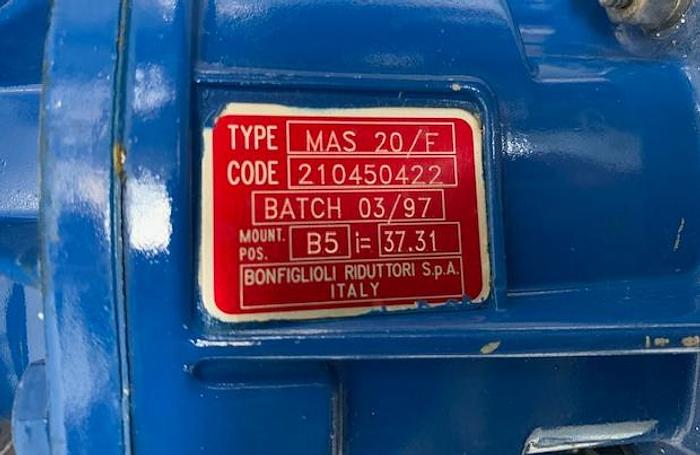 TYPE MAS 20/F
CODE 210450422
BATCH 03/97
MOUNT. POS. B5 i= 37.31
BONFIGLIOLI RIDUTTORI S.p.A.
ITALY